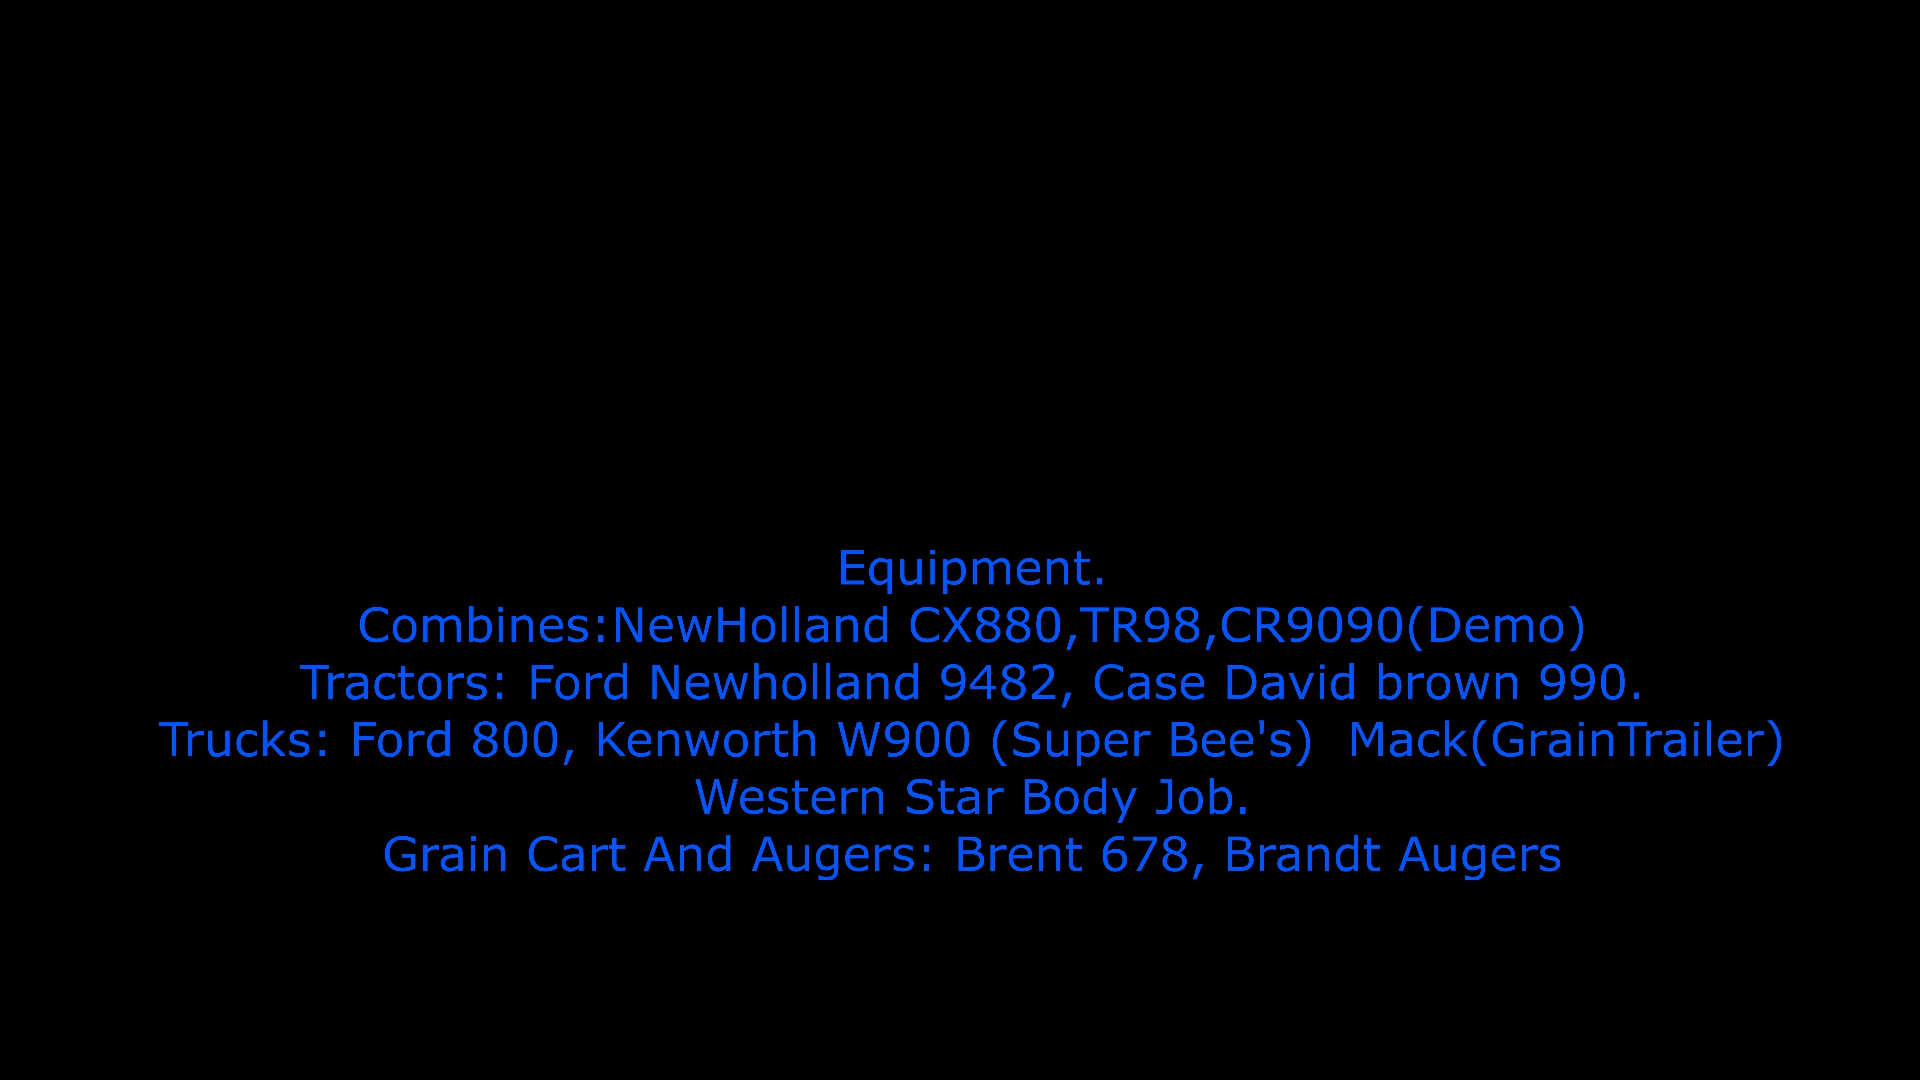 Equipment.
Combines:NewHolland CX880,TR98,CR9090(Demo)
Tractors: Ford Newholland 9482, Case David brown 990.
Trucks: Ford 800, Kenworth W900 (Super Bee's)  Mack(GrainTrailer)
Western Star Body Job.
Grain Cart And Augers: Brent 678, Brandt Augers